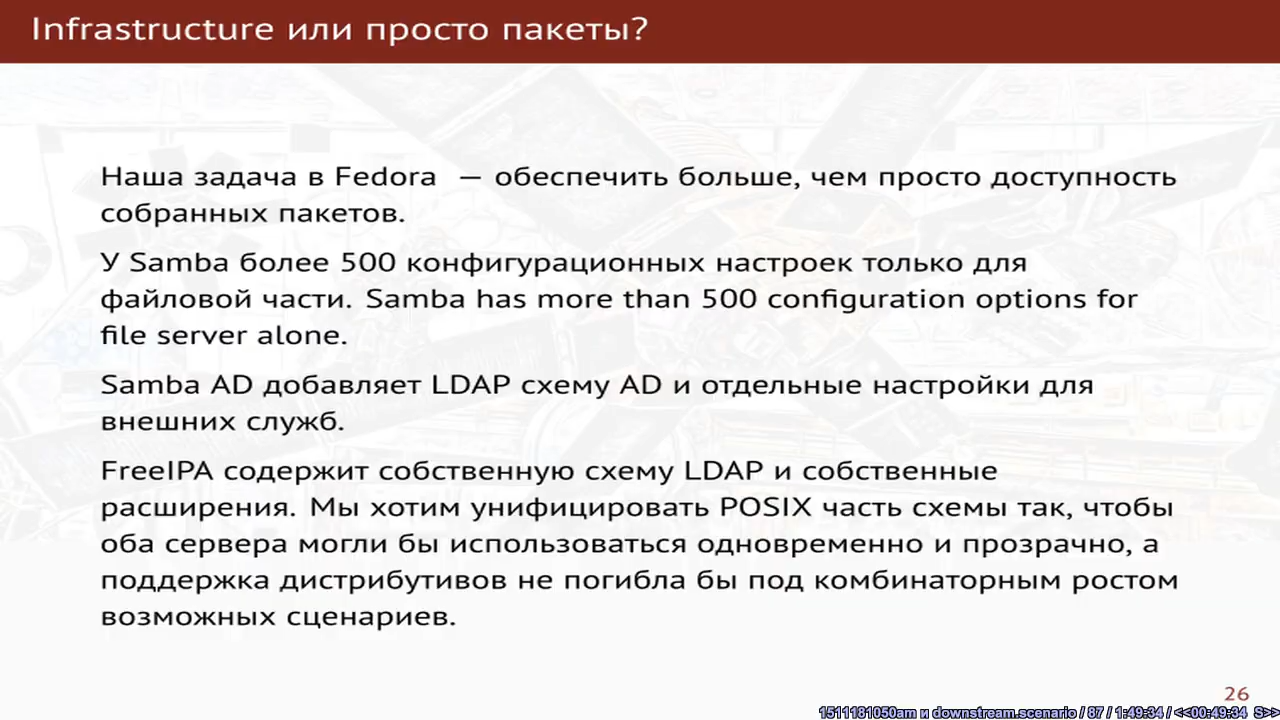 Infrastructure или просто пакеты?
Наша задача в Fedora — обеспечить больше, чем просто доступность
собранных пакетов.
У Samba более 500 конфигурационных настроек только для
файловой части. Samba has more than 500 configuration options for
file server alone.
Samba AD добавляет LDAP схему AD и отдельные настройки для
внешних служб.
FreeIPA содержит собственную схему LDAP и собственные
расширения. Мы хотим унифицировать POSIX часть схемы так, чтобы
оба сервера могли бы использоваться одновременно и прозрачно, а
поддержка дистрибутивов не погибла бы под комбинаторным ростом
возможных сценариев.
26
1511181050am и downstream.scenario / 87 / 1:49:34 / <<00:49:34 S>>